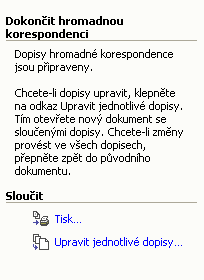 Dokončit hromadnou
korespondenci
Dopisy hromadné korespondence
jsou připraveny.
Chcete-li dopisy upravit, klepněte
na odkaz Upravit jednotlivé dopisy.
Tím otevřete nový dokument se
sloučenými dopisy. Chcete-li změny
provést ve všech dopisech,
přepněte zpět do původního
dokumentu.
Sloučit
Tisk...
Upravit jednotlivé dopisy...